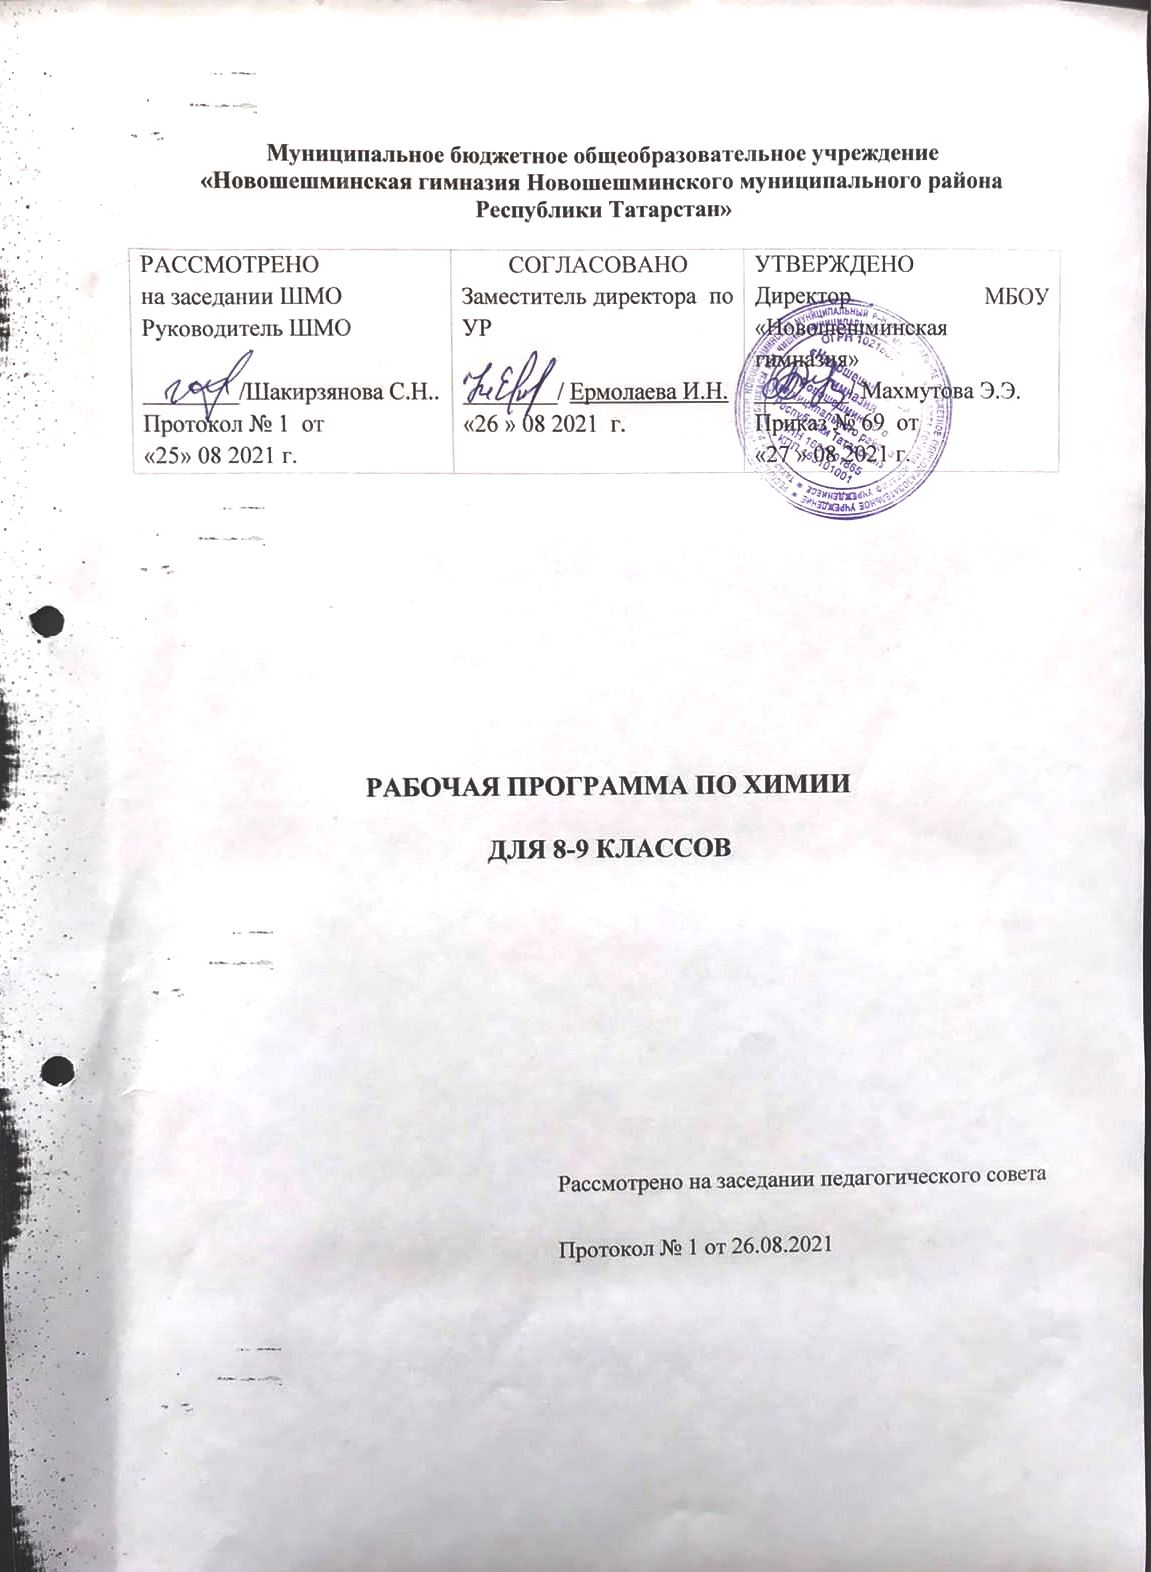 Муниципальное бюджетное общеобразовательное учреждение
«Новошешминская гимназия Новошешминского муниципального района
Республики Татарстан»
РАССМОТРЕНО
на заседании ШМО
Руководитель ШМО
________/Шакирзянова С.Н..
Протокол № 1 от
«25» 08 2021 г.
СОГЛАСОВАНО
Заместитель директора по
УР
________/ Ермолаева И.Н.
«26 » 08 2021 г.
УТВЕРЖДЕНО
Директор МБОУ
«Новошешминская
гимназия»
________/ Махмутова Э.Э.
Приказ № 69 от
«27 » 08 2021 г.
РАБОЧАЯ ПРОГРАММА ПО ХИМИИ
ДЛЯ 8-9 КЛАССОВ
Рассмотрено на заседании педагогического совета
Протокол № 1 от 26.08.2021